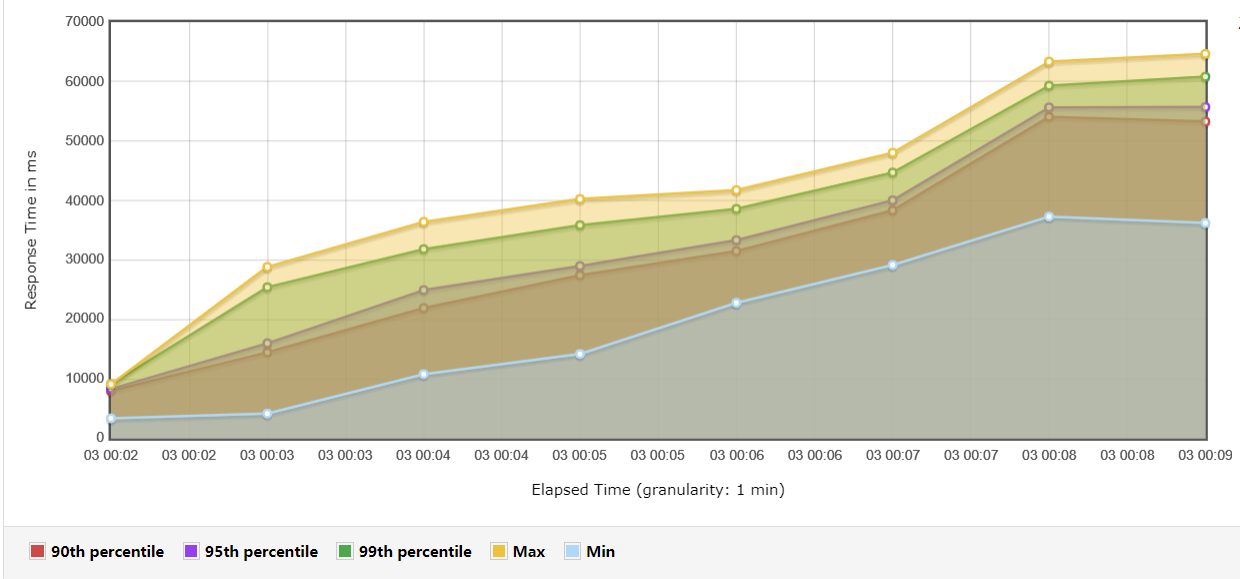 70000
60000
50000
40000
30000
20000
10000
0
Response Time in ms
03 00:02 03 00:02 03 00:03 03 00:03 03 00:04 03 00:04 03 00:05 03 00:05 03 00:06 03 00:06 03 00:07 03 00:07 03 00:08 03 00:08 03 00:09
Elapsed Time (granularity: 1 min)
90th percentile 95th percentile 99th percentile Max Min